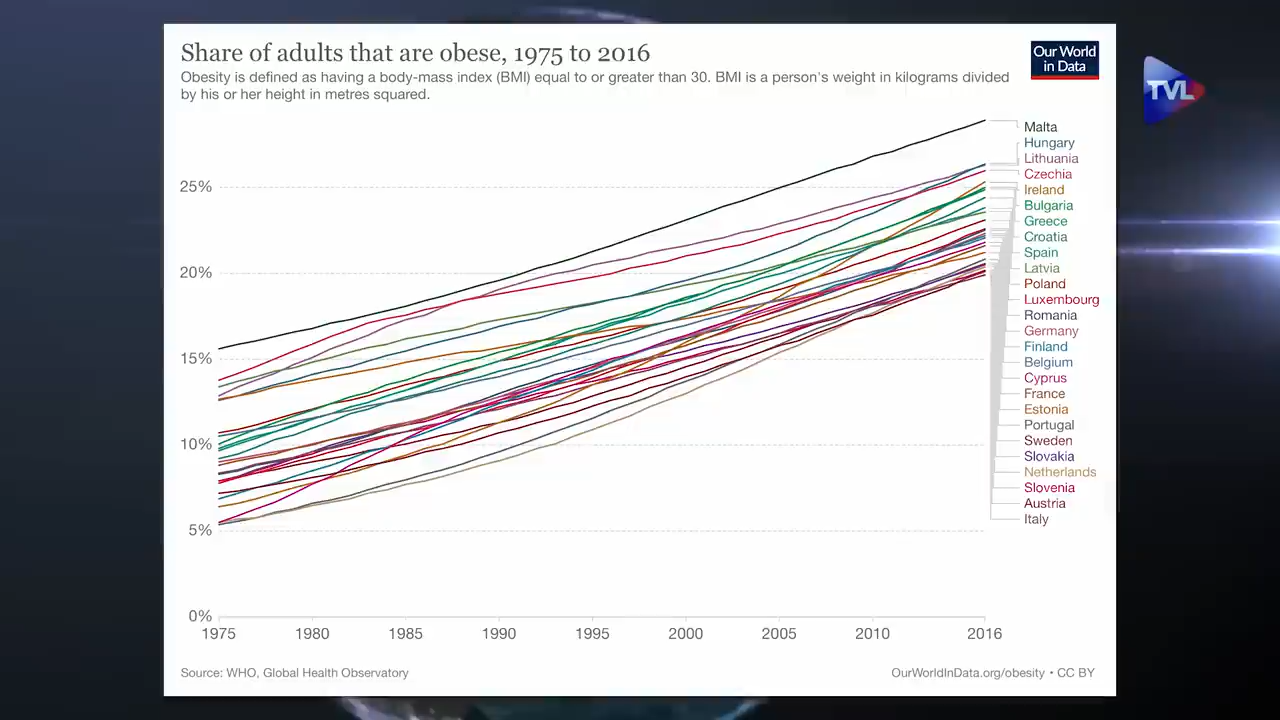 Share of adults that are obese, 1975 to 2016
Our World
in Data
Obesity is defined as having a body-mass index (BMI) equal to or greater than 30. BMI is a person's weight in kilograms divided
by his or her height in metres squared.
TVL
25%
20%
15%
10%
5%
0%
1975
1980
1985
1990
1995
2000
2005
2010
2016
Malta
Hungary
Lithuania
Czechia
Ireland
Bulgaria
Greece
Croatia
Spain
Latvia
Poland
Luxembourg
Romania
Germany
Finland
Belgium
Cyprus
France
Estonia
Portugal
Sweden
Slovakia
Netherlands
Slovenia
Austria
Italy
Source: WHO, Global Health Observatory
OurWorldInData.org/obesity • CC BY